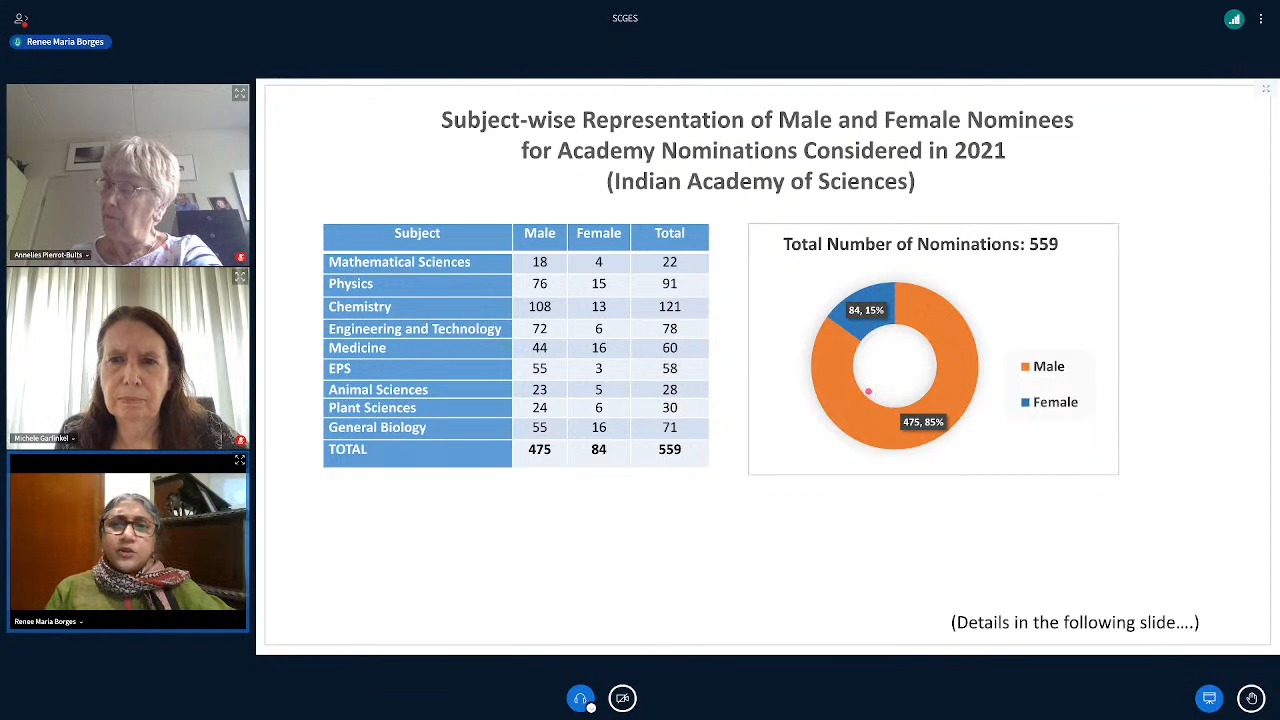 SCGES
Renee Maria Borges
Annelies Pierrot-Bults
Michele Garfinkel
Renee Maria Borges
Subject-wise Representation of Male and Female Nominees
for Academy Nominations Considered in 2021
(Indian Academy of Sciences)
Subject Male Female Total
Mathematical Sciences 18 4 22
Physics 76 15 91
Chemistry 108 13 121
Engineering and Technology 72 6 78
Medicine 44 16 60
EPS 55 3 58
Animal Sciences 23 5 28
Plant Sciences 24 6 30
General Biology 55 16 71
TOTAL 475 84 559
Total Number of Nominations: 559
84, 15%
475, 85%
Male
Female
(Details in the following slide....)